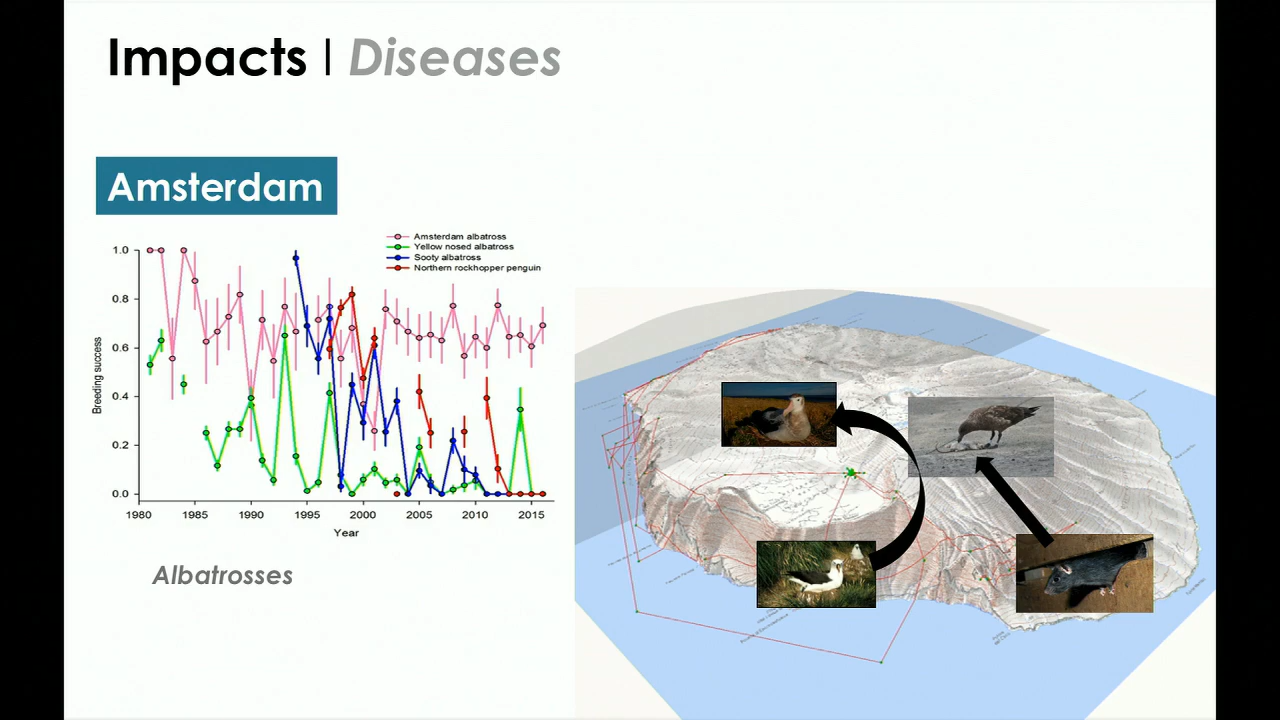 Impacts | Diseases
Amsterdam
Amsterdam albatross
Yellow nosed albatross
Sooty albatross
Northern rockhopper penguin
Breeding success
1.0
0.8
0.6
0.4
0.2
0.0
1980 1985 1990 1995 2000 2005 2010 2015
Year
Albatrosses